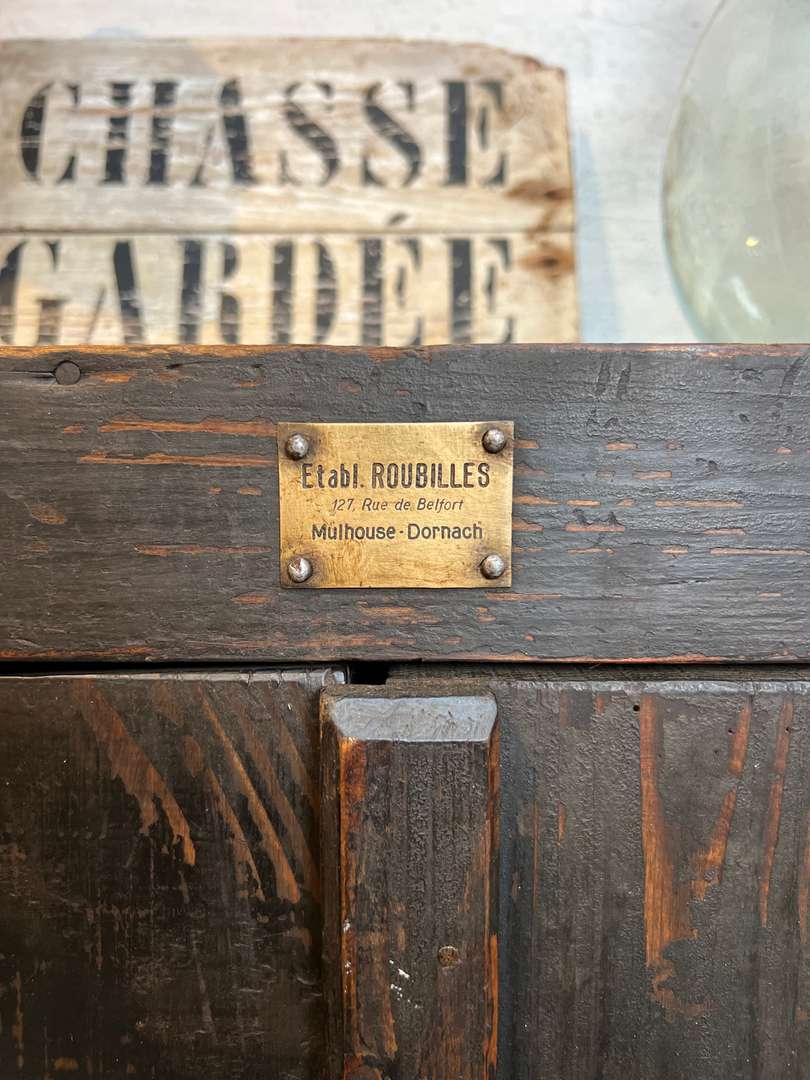 CHASSE
GARDÉE
Etabl. ROUBILLES
127, Rue de Belfort
Mulhouse-Dornach